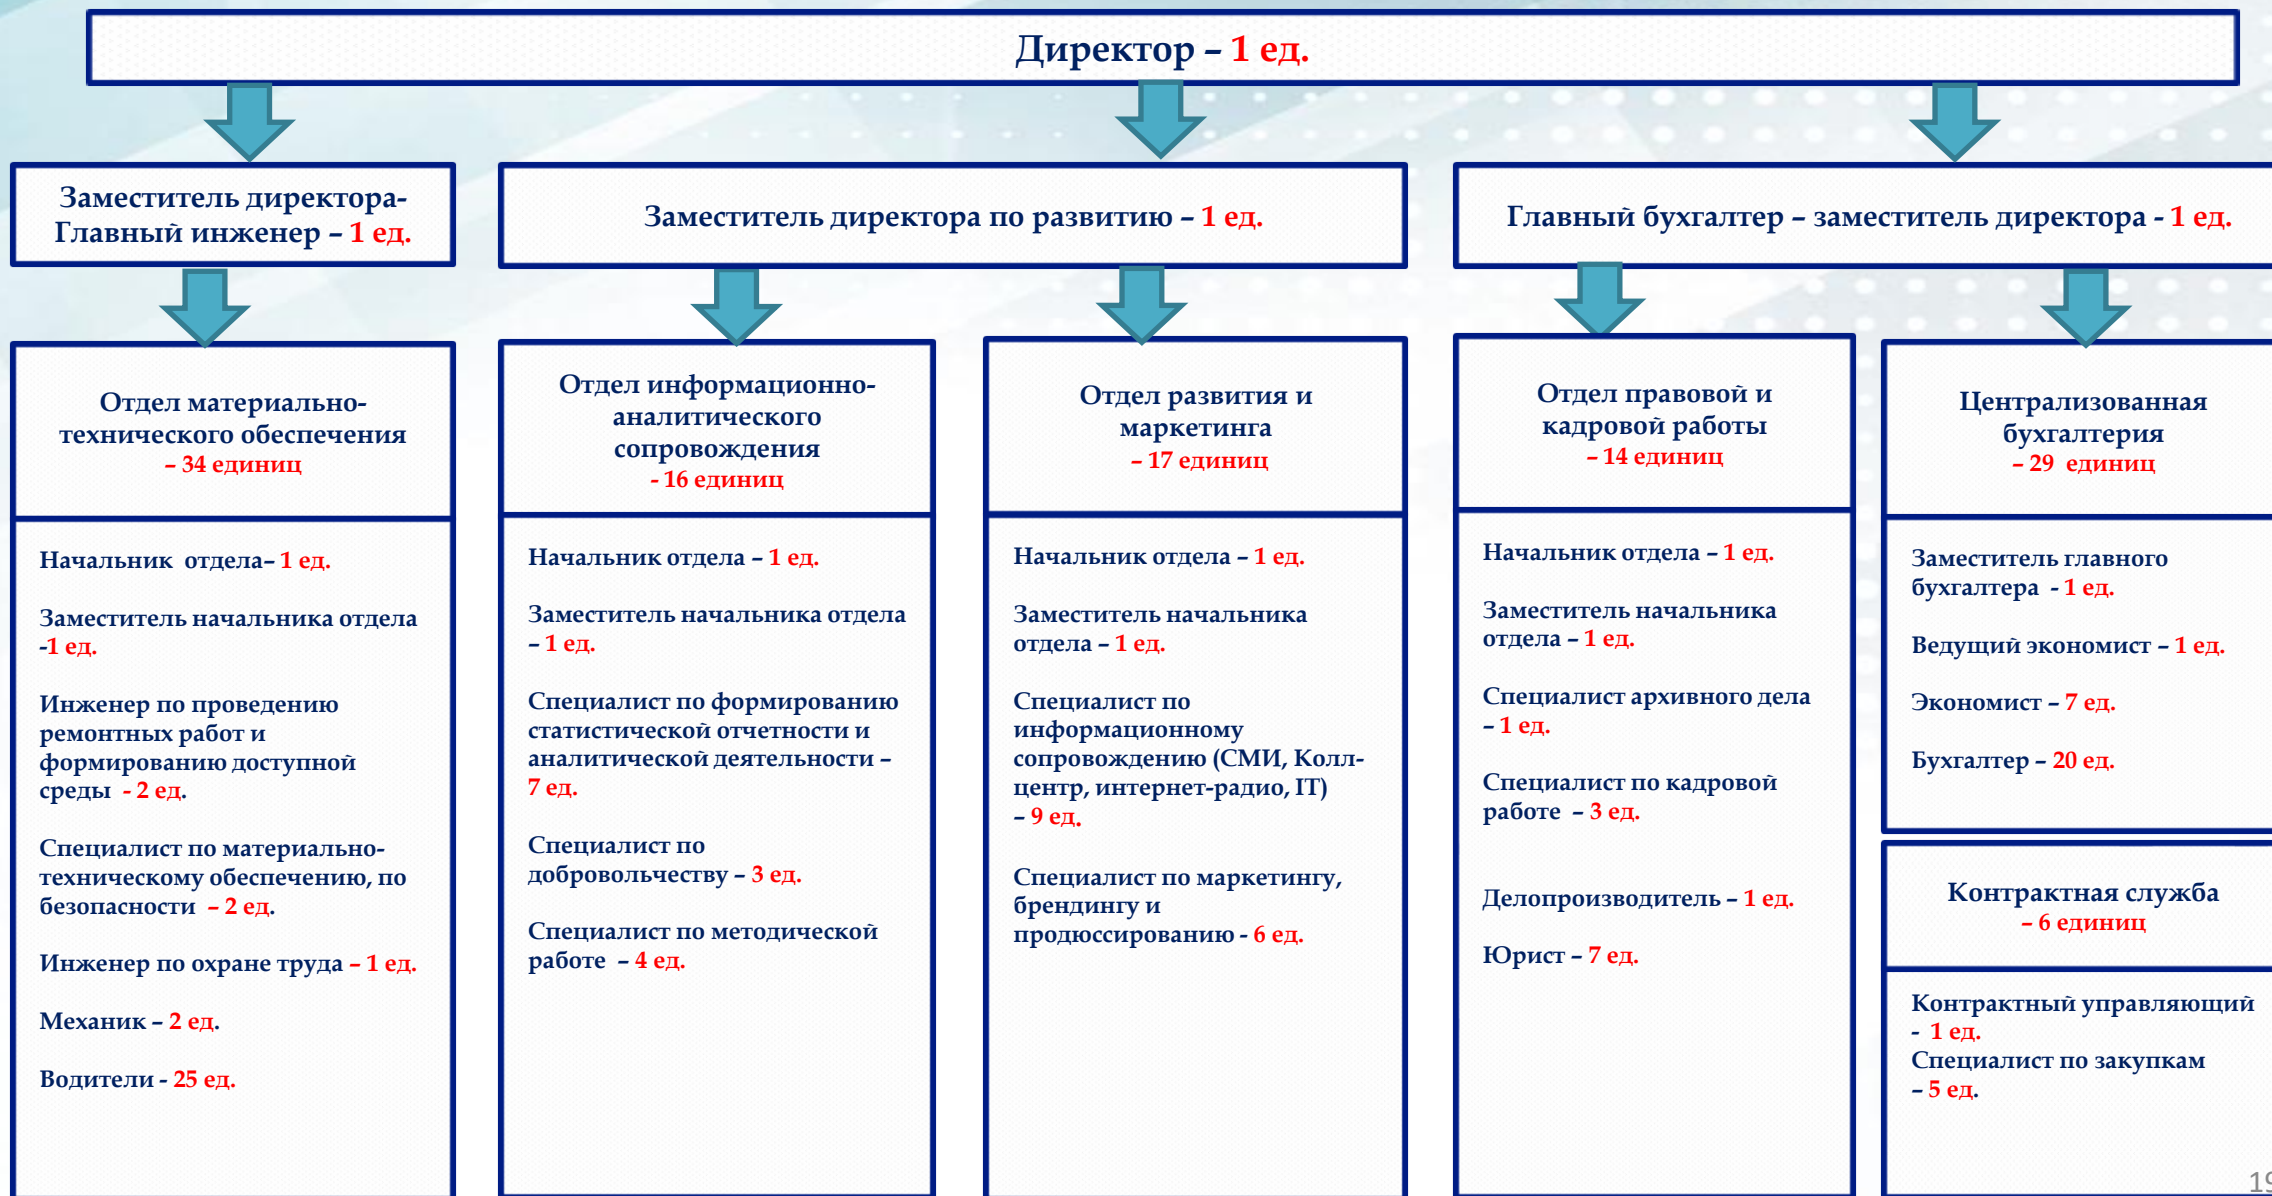 Директор – 1 ед.
Заместитель директора-
Главный инженер – 1 ед.
Заместитель директора по развитию – 1 ед.
Главный бухгалтер – заместитель директора - 1 ед.
Отдел материально-
технического обеспечения
– 34 единиц
Начальник  отдела– 1 ед.
Заместитель начальника отдела
-1 ед.
Инженер по проведению
ремонтных работ и
формированию доступной
среды  - 2 ед.
Специалист по материально-
техническому обеспечению, по
безопасности  – 2 ед.
Инженер по охране труда – 1 ед.
Механик – 2 ед.
Водители - 25 ед.
Отдел информационно-
аналитического
сопровождения
- 16 единиц
Начальник отдела – 1 ед.
Заместитель начальника отдела
– 1 ед.
Специалист по формированию
статистической отчетности и
аналитической деятельности –
7 ед.
Специалист по
добровольчеству – 3 ед.
Специалист по методической
работе  – 4 ед.
Отдел развития и
маркетинга
– 17 единиц
Начальник отдела – 1 ед.
Заместитель начальника
отдела – 1 ед.
Специалист по
информационному
сопровождению (СМИ, Колл-
центр, интернет-радио, IT)
– 9 ед.
Специалист по маркетингу,
брендингу и
продюссированию - 6 ед.
Отдел правовой и
кадровой работы
– 14 единиц
Начальник отдела – 1 ед.
Заместитель начальника
отдела – 1 ед.
Специалист архивного дела
– 1 ед.
Специалист по кадровой
работе  – 3 ед.
Делопроизводитель – 1 ед.
Юрист – 7 ед.
Централизованная
бухгалтерия
– 29  единиц
Заместитель главного
бухгалтера  - 1 ед.
Ведущий экономист – 1 ед.
Экономист – 7 ед.
Бухгалтер – 20 ед.
Контрактная служба
– 6 единиц
Контрактный управляющий
-  1 ед.
Специалист по закупкам
– 5 ед.
19